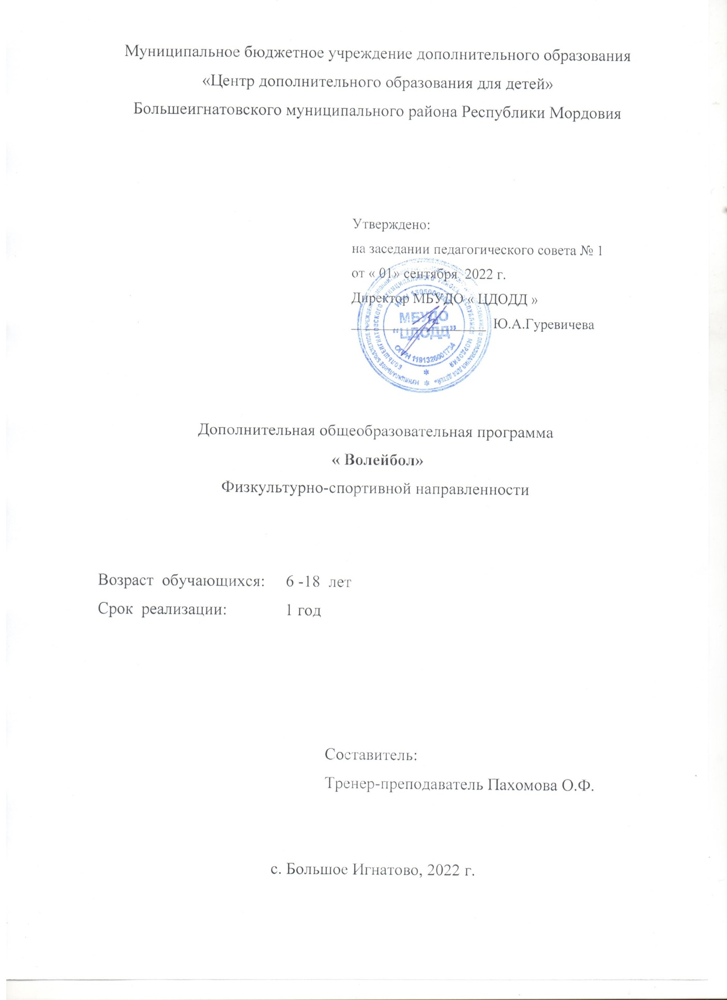 Муниципальное бюджетное учреждение дополнительного образования
«Центр дополнительного образования для детей»
Большеигнатовского муниципального района Республики Мордовия
Утверждено:
на заседании педагогического совета № 1
от « 01» сентября 2022 г.
Директор МБУДО « ЦДОДД »
Ю.А.Гуревичева
МБУДО
“ЦДОДД”
ОГРН 1191326001734
Дополнительная общеобразовательная программа
« Волейбол»
Физкультурно-спортивной направленности
Возраст обучающихся: 6 -18 лет
Срок реализации: 1 год
Составитель:
Тренер-преподаватель Пахомова О.Ф.
с. Большое Игнатово, 2022 г.